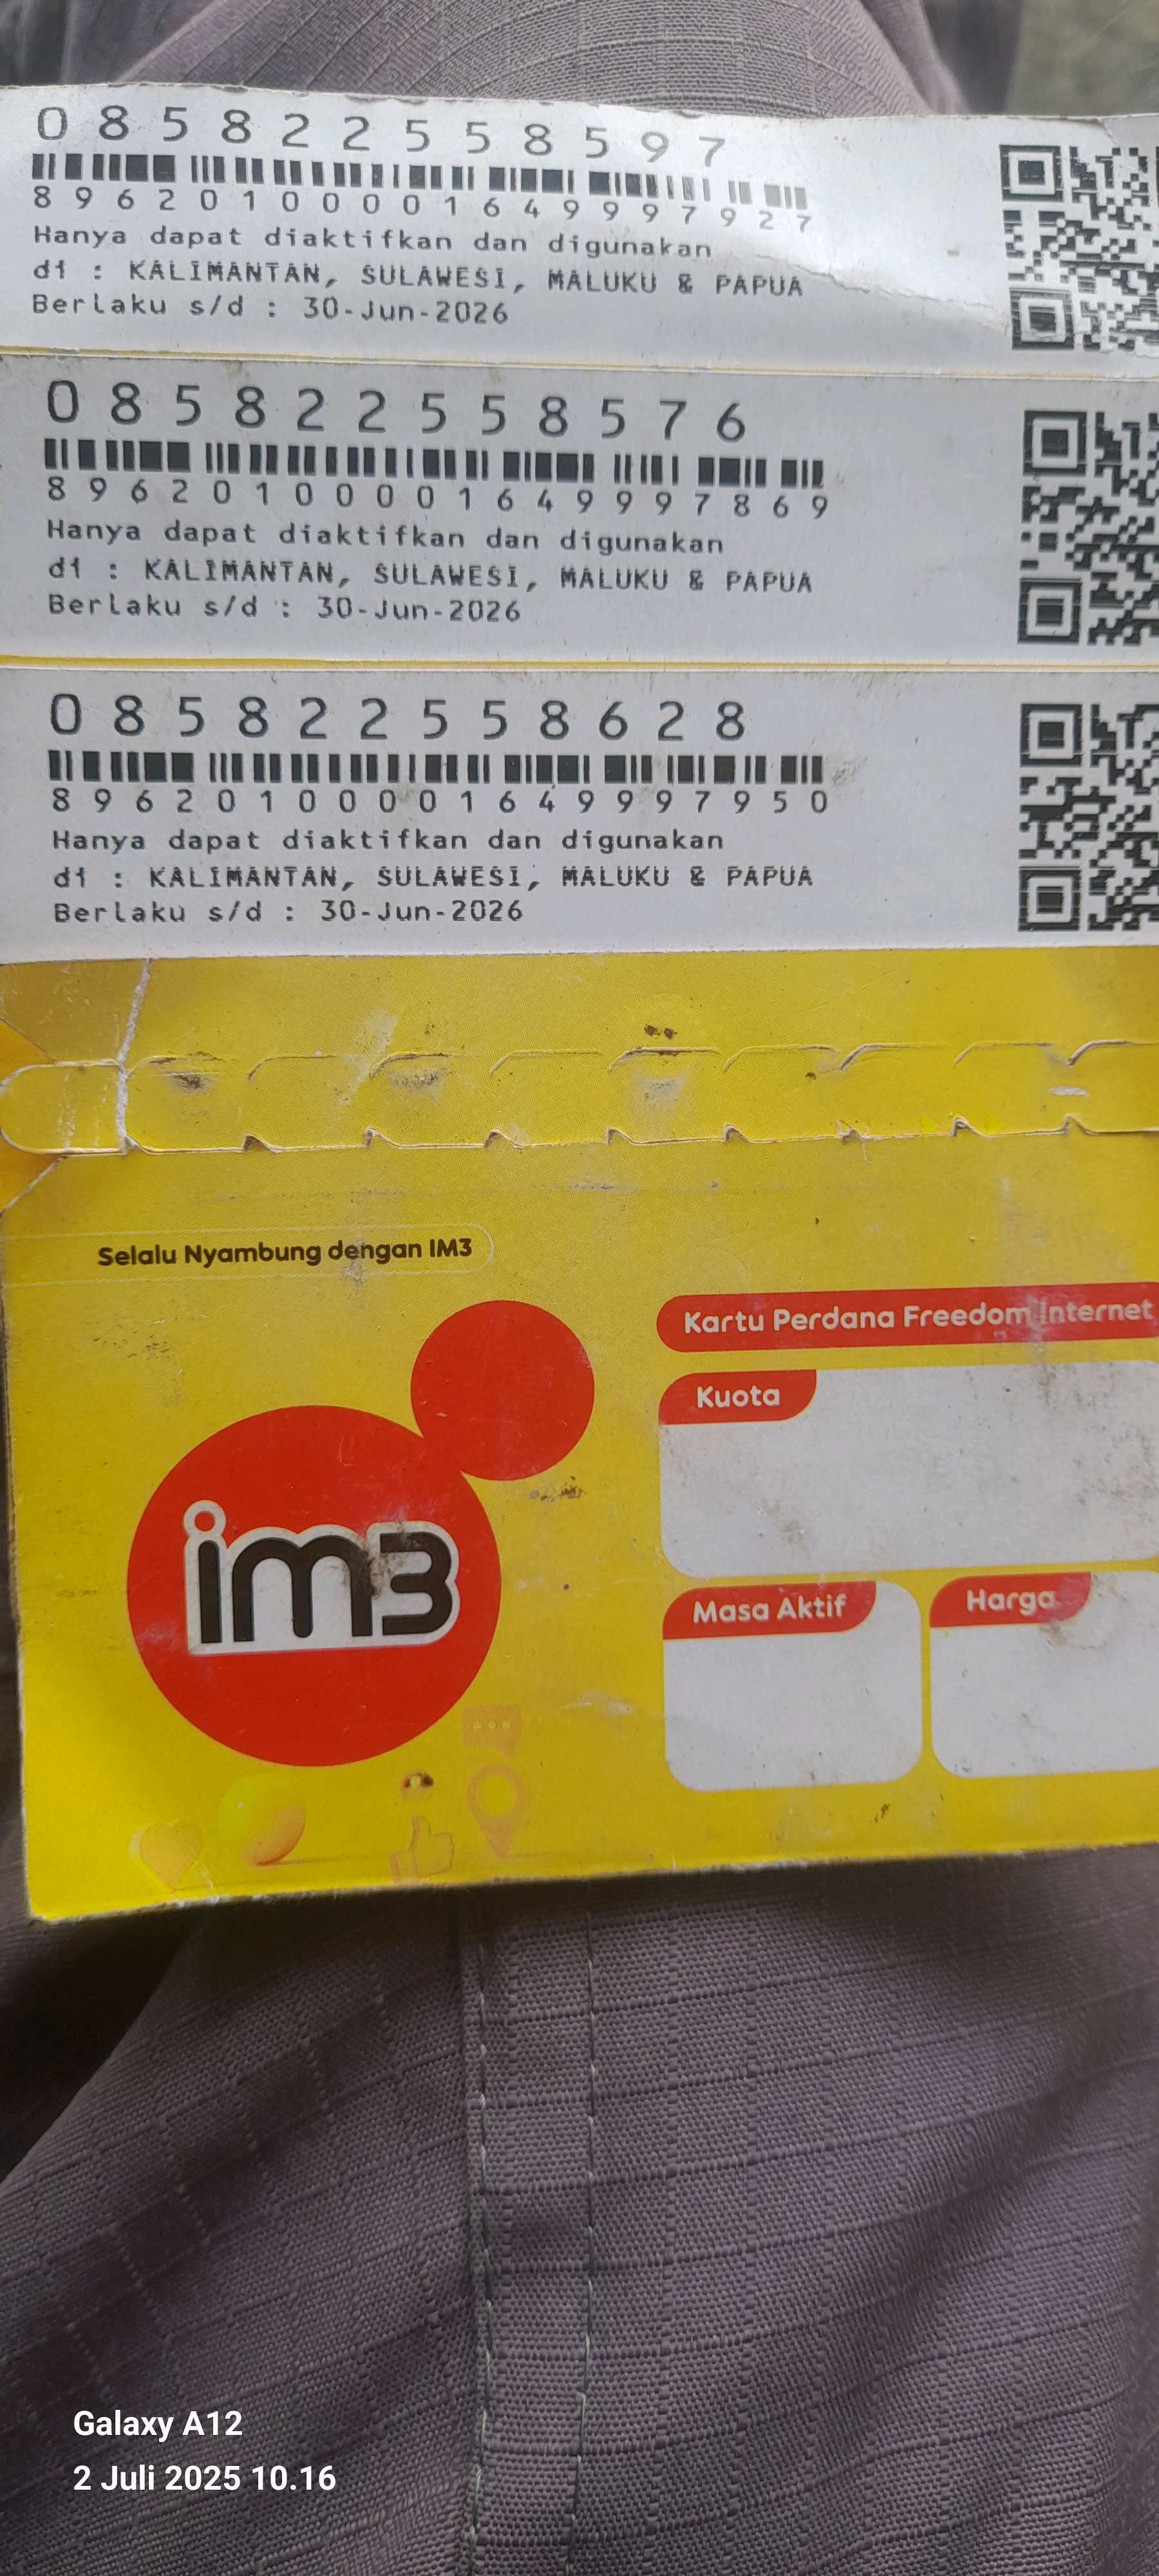 085822558597
89620100001649997927
Hanya dapat diaktifkan dan digunakan
di : KALIMANTAN, SULAWESI, MALUKU & PAPUA
Berlaku s/d : 30-Jun-2026
085822558576
89620100001649997869
Hanya dapat diaktifkan dan digunakan
di : KALIMANTAN, SULAWESI, MALUKU & PAPUA
Berlaku s/d : 30-Jun-2026
085822558628
89620100001649997950
Hanya dapat diaktifkan dan digunakan
di : KALIMANTAN, SULAWESI, MALUKU & PAPUA
Berlaku s/d : 30-Jun-2026
Selalu Nyambung dengan IM3
Kartu Perdana Freedom Internet
Kuota
im3
Masa Aktif
Harga
Galaxy A12
2 Juli 2025 10.16